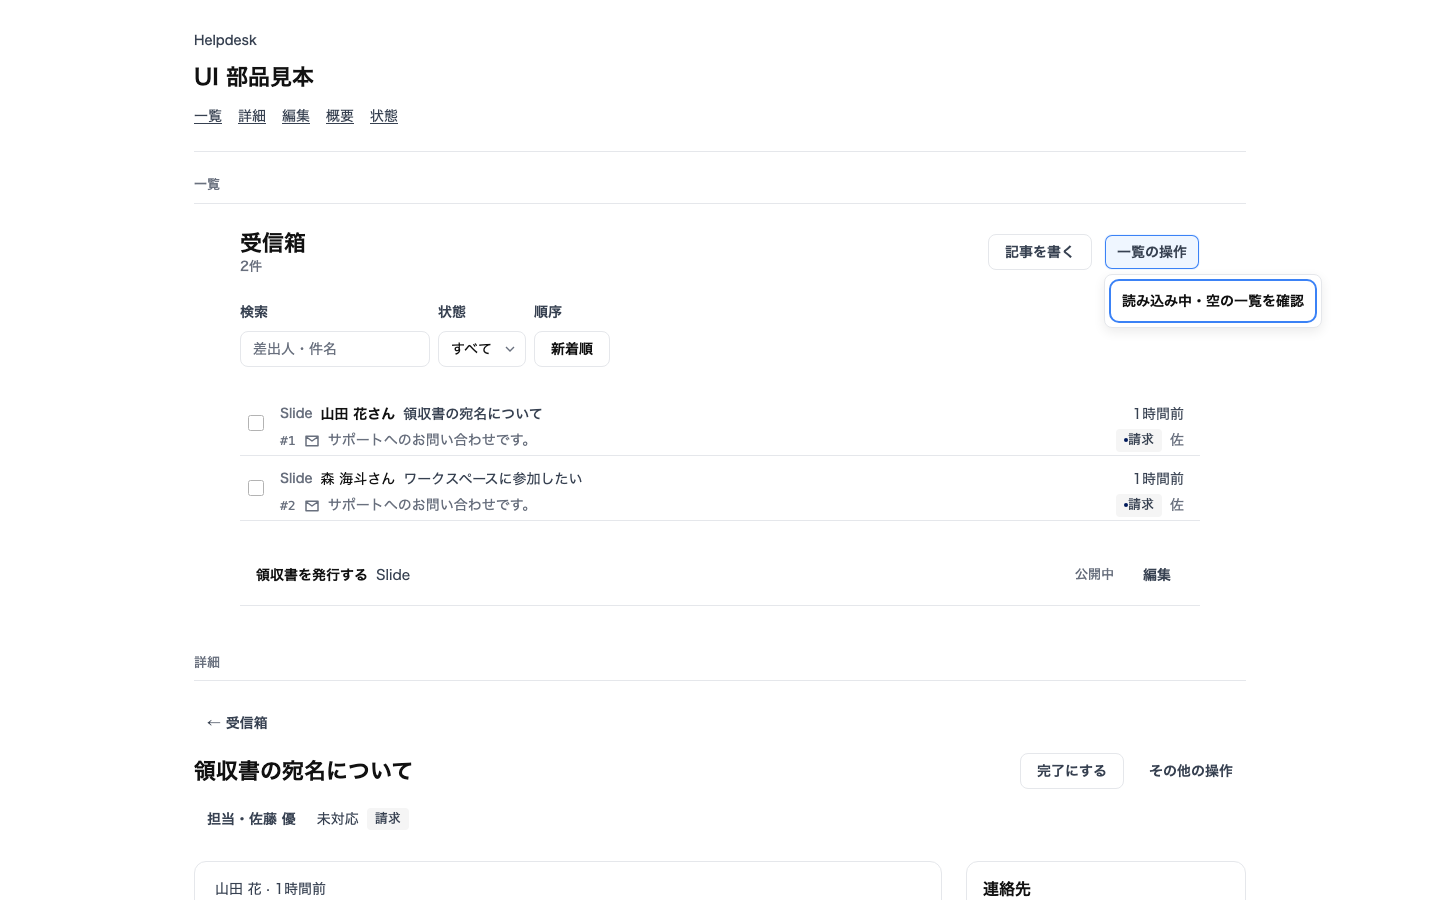 Helpdesk
UI 部品見本
一覧 詳細 編集 概要 状態
一覧
受信箱
2件
記事を書く 一覧の操作
読み込み中・空の一覧を確認
検索 状態 順序
差出人・件名 すべて 新着順
Slide 山田 花さん 領収書の宛名について 1時間前
#1 サポートへのお問い合わせです。 •請求 佐
Slide 森 海斗さん ワークスペースに参加したい 1時間前
#2 サポートへのお問い合わせです。 •請求 佐
領収書を発行する Slide 公開中 編集
詳細
← 受信箱
領収書の宛名について 完了にする その他の操作
担当・佐藤 優 未対応 請求
山田 花 · 1時間前
連絡先